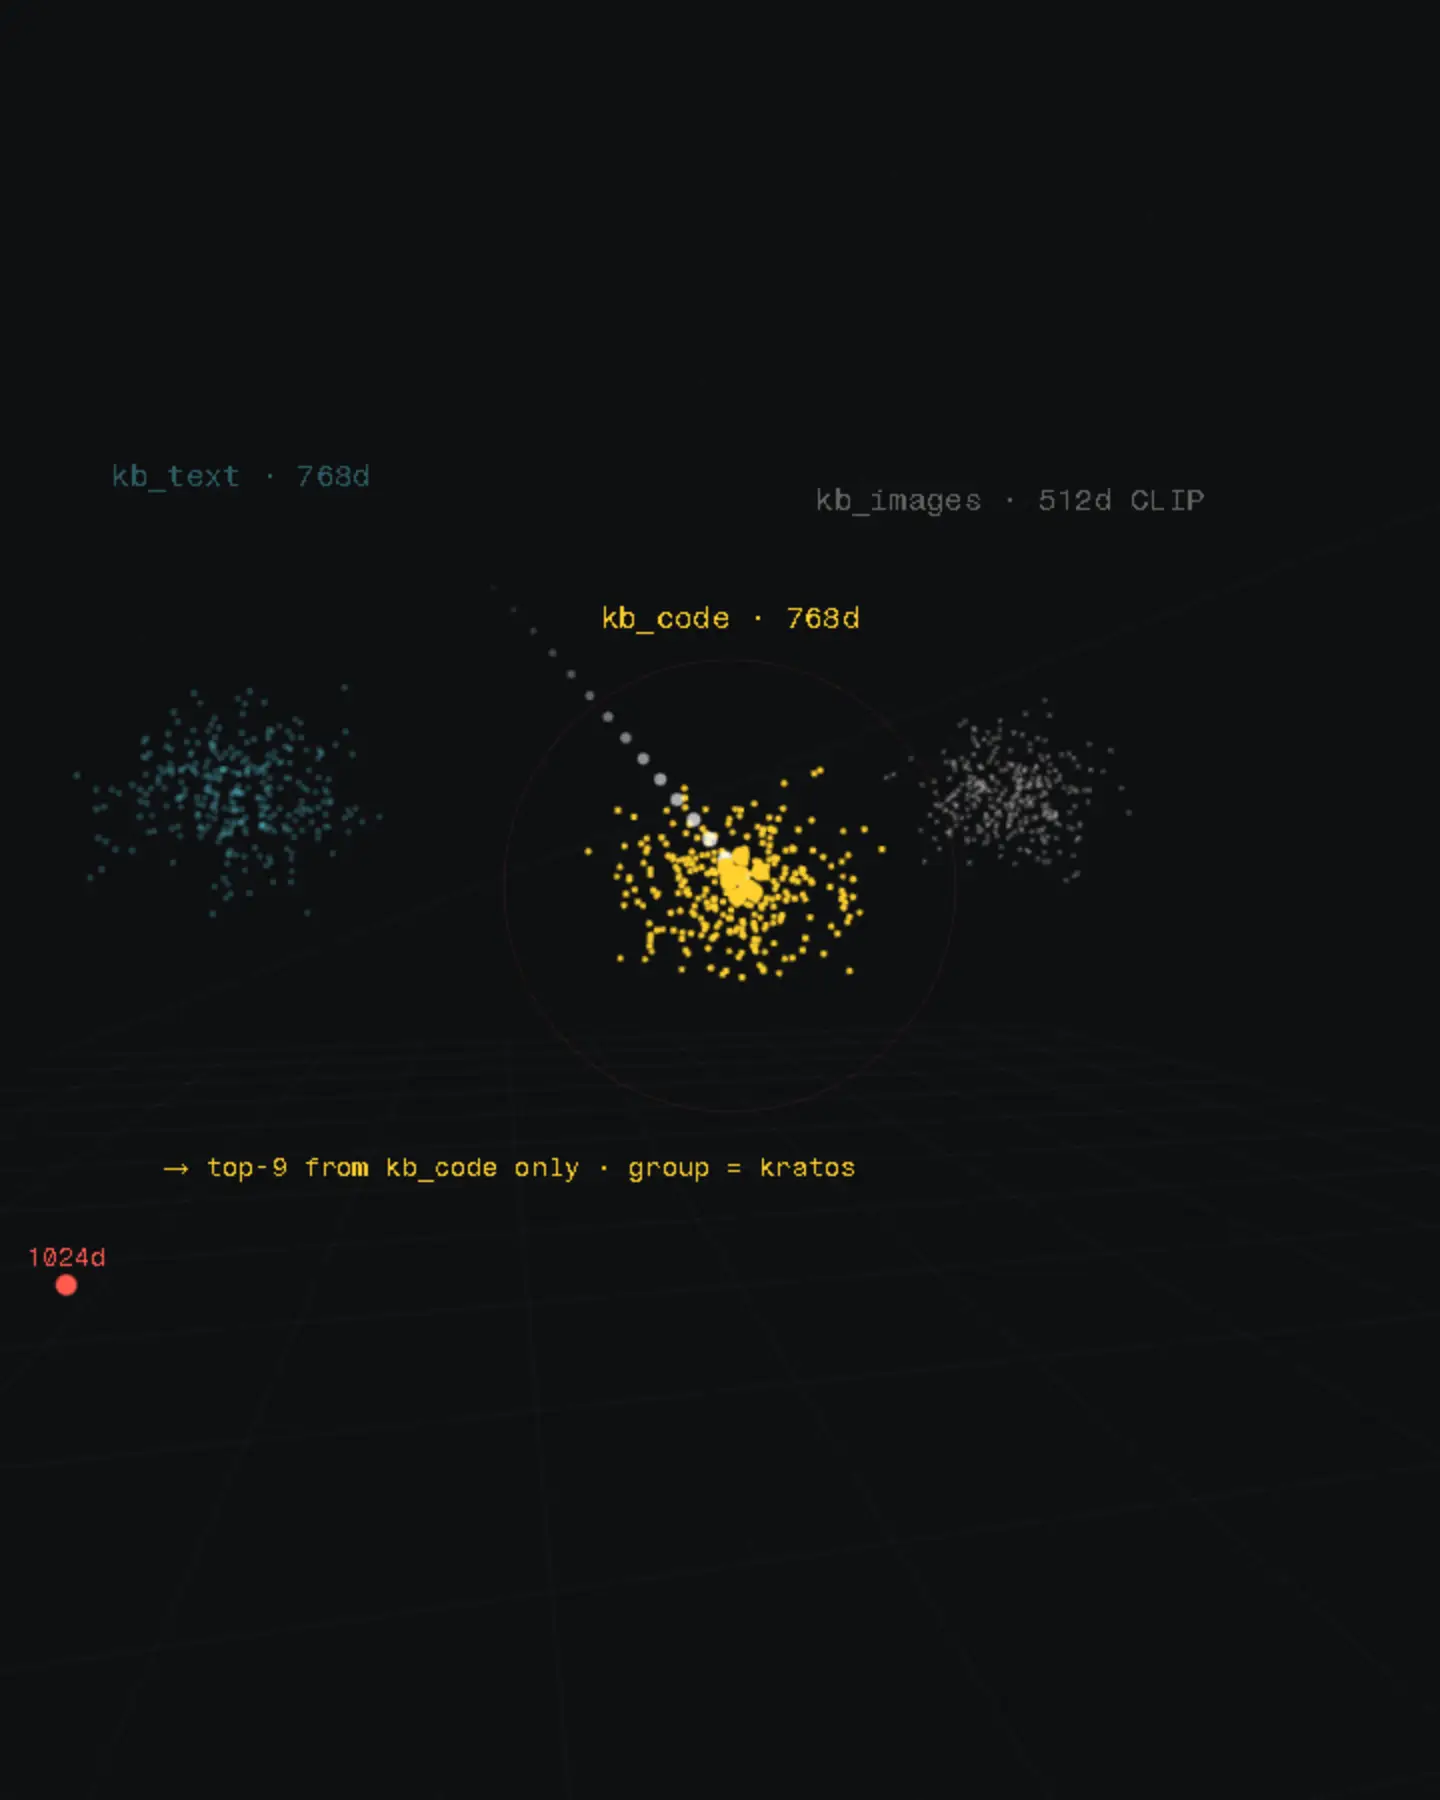 kb_text · 768d
kb_images · 512d CLIP
kb_code · 768d
→ top-9 from kb_code only · group = kratos
1024d